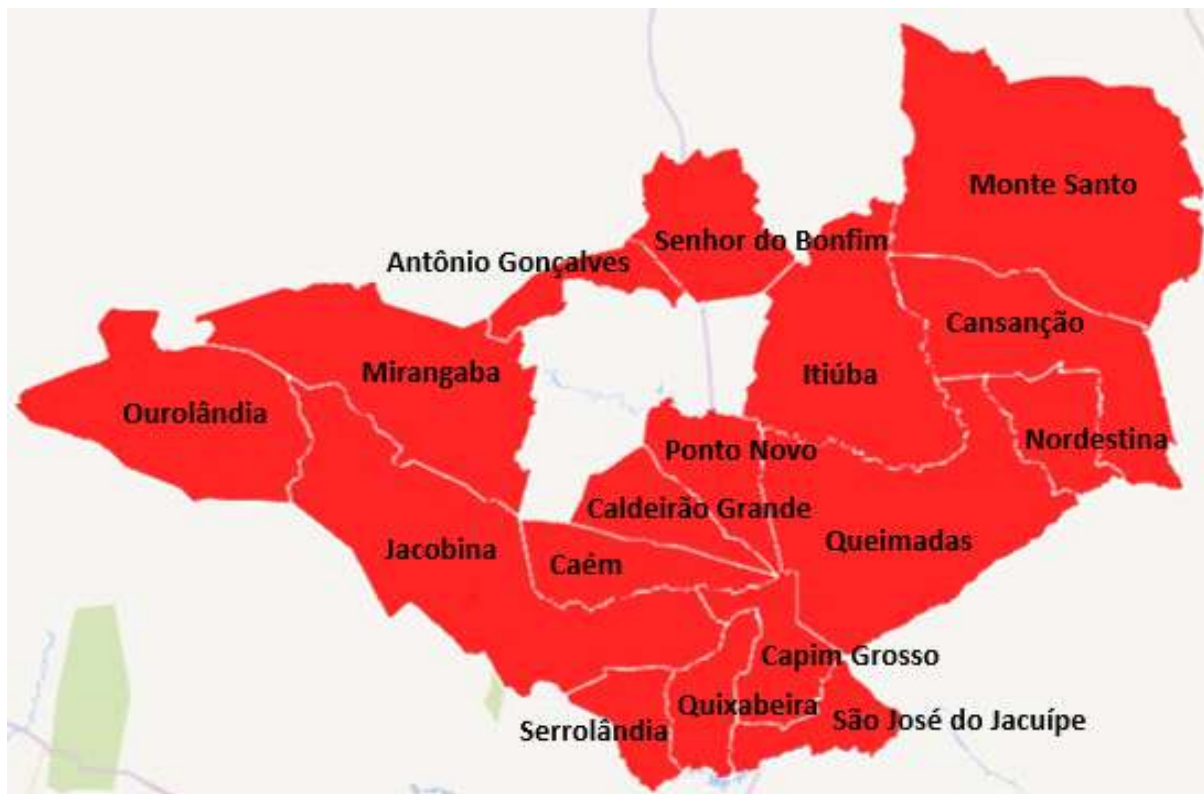 Monte Santo
Senhor do Bonfim
Antônio Gonçalves
Cansanção
Mirangaba
Itiúba
Ourolândia
Nordestina
Ponto Novo
Caldeirão Grande
Queimadas
Jacobina
Caém
Capim Grosso
Quixabeira
São José do Jacuípe
Serrolândia